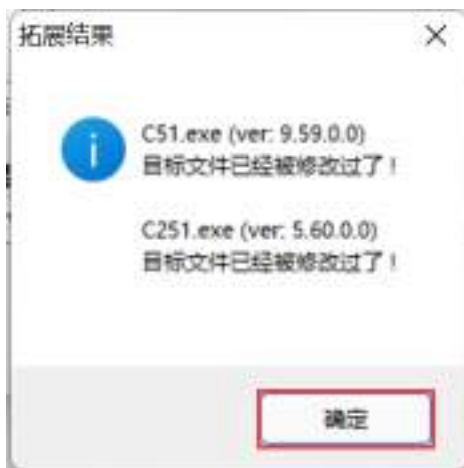 拓展结果
C51.exe (ver: 9.59.0.0)
目标文件已经被修改过了！
C251.exe (ver: 5.60.0.0)
目标文件已经被修改过了！
确定